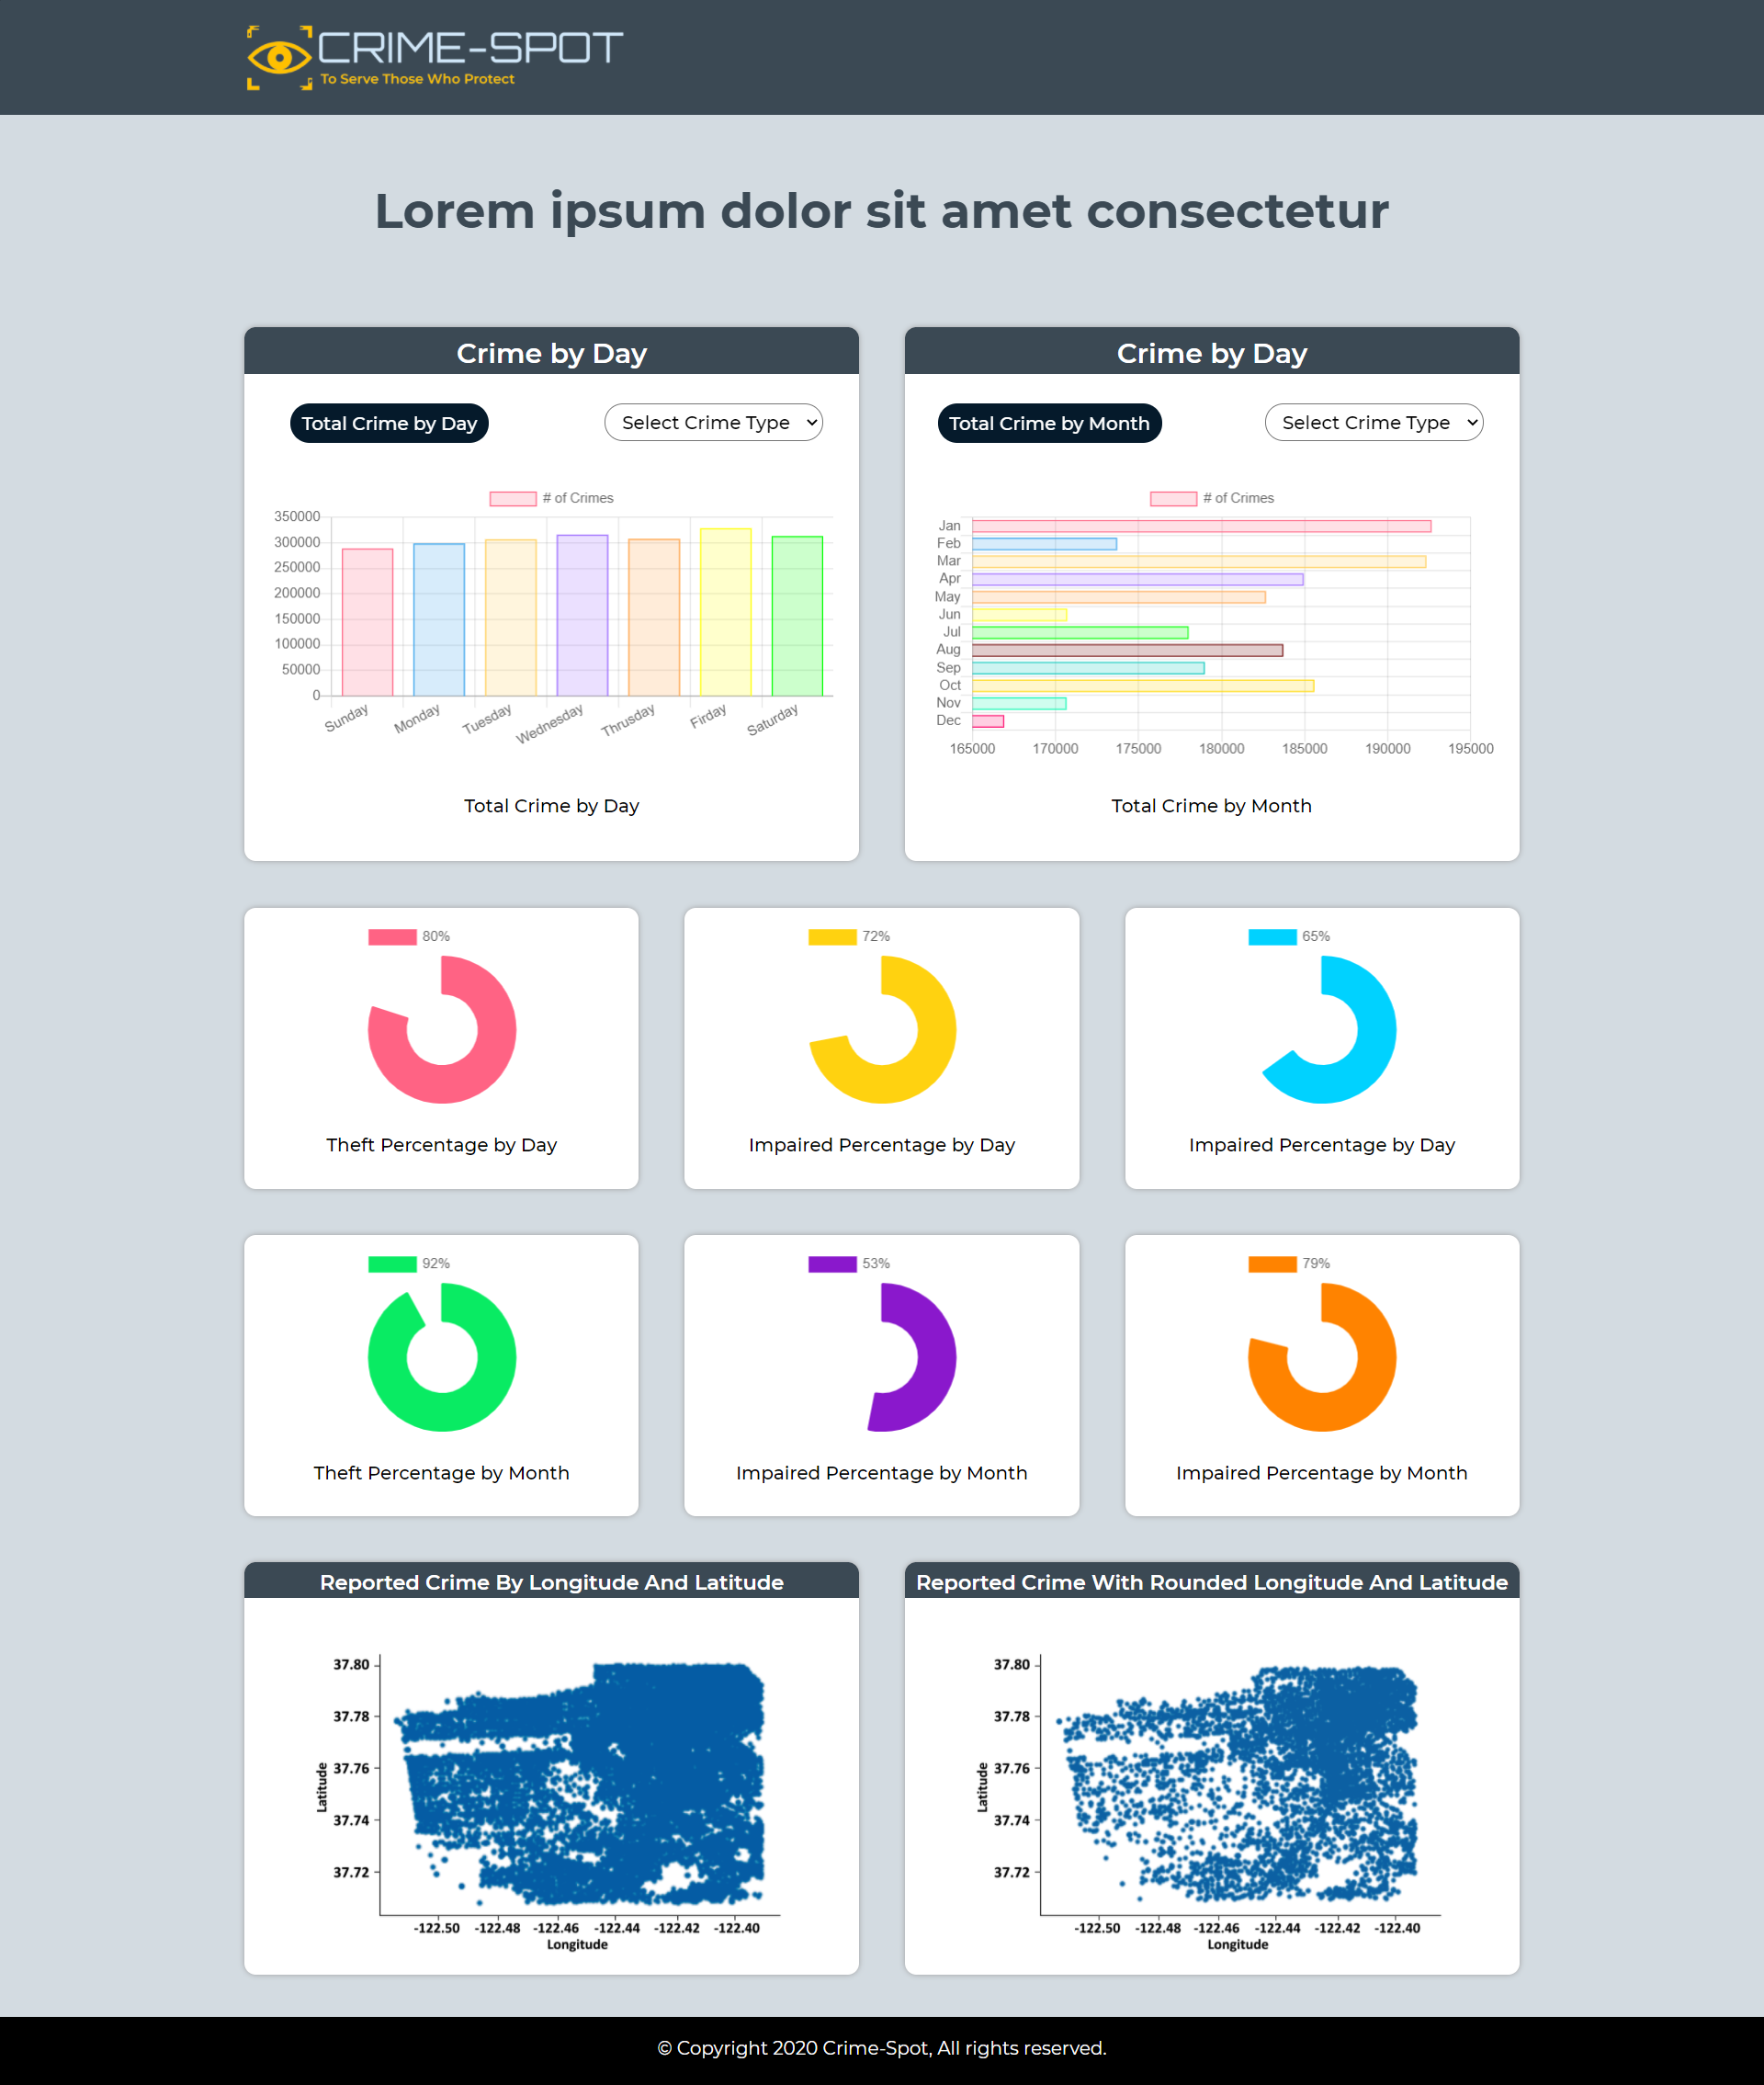 CRIME-SPOT
To Serve Those Who Protect
Lorem ipsum dolor sit amet consectetur
Crime by Day
Total Crime by Day
Select Crime Type
# of Crimes
350000
300000
250000
200000
150000
100000
50000
0
Sunday
Monday
Tuesday
Wednesday
Thrusday
Firday
Saturday
Total Crime by Day
Crime by Day
Total Crime by Month
Select Crime Type
# of Crimes
Jan
Feb
Mar
Apr
May
Jun
Jul
Aug
Sep
Oct
Nov
Dec
165000 170000 175000 180000 185000 190000 195000
Total Crime by Month
80%
Theft Percentage by Day
72%
Impaired Percentage by Day
65%
Impaired Percentage by Day
92%
Theft Percentage by Month
53%
Impaired Percentage by Month
79%
Impaired Percentage by Month
Reported Crime By Longitude And Latitude
37.80
37.78
37.76
37.74
37.72
Latitude
-122.50 -122.48 -122.46 -122.44 -122.42 -122.40
Longitude
Reported Crime With Rounded Longitude And Latitude
37.80
37.78
37.76
37.74
37.72
Latitude
-122.50 -122.48 -122.46 -122.44 -122.42 -122.40
Longitude
© Copyright 2020 Crime-Spot, All rights reserved.